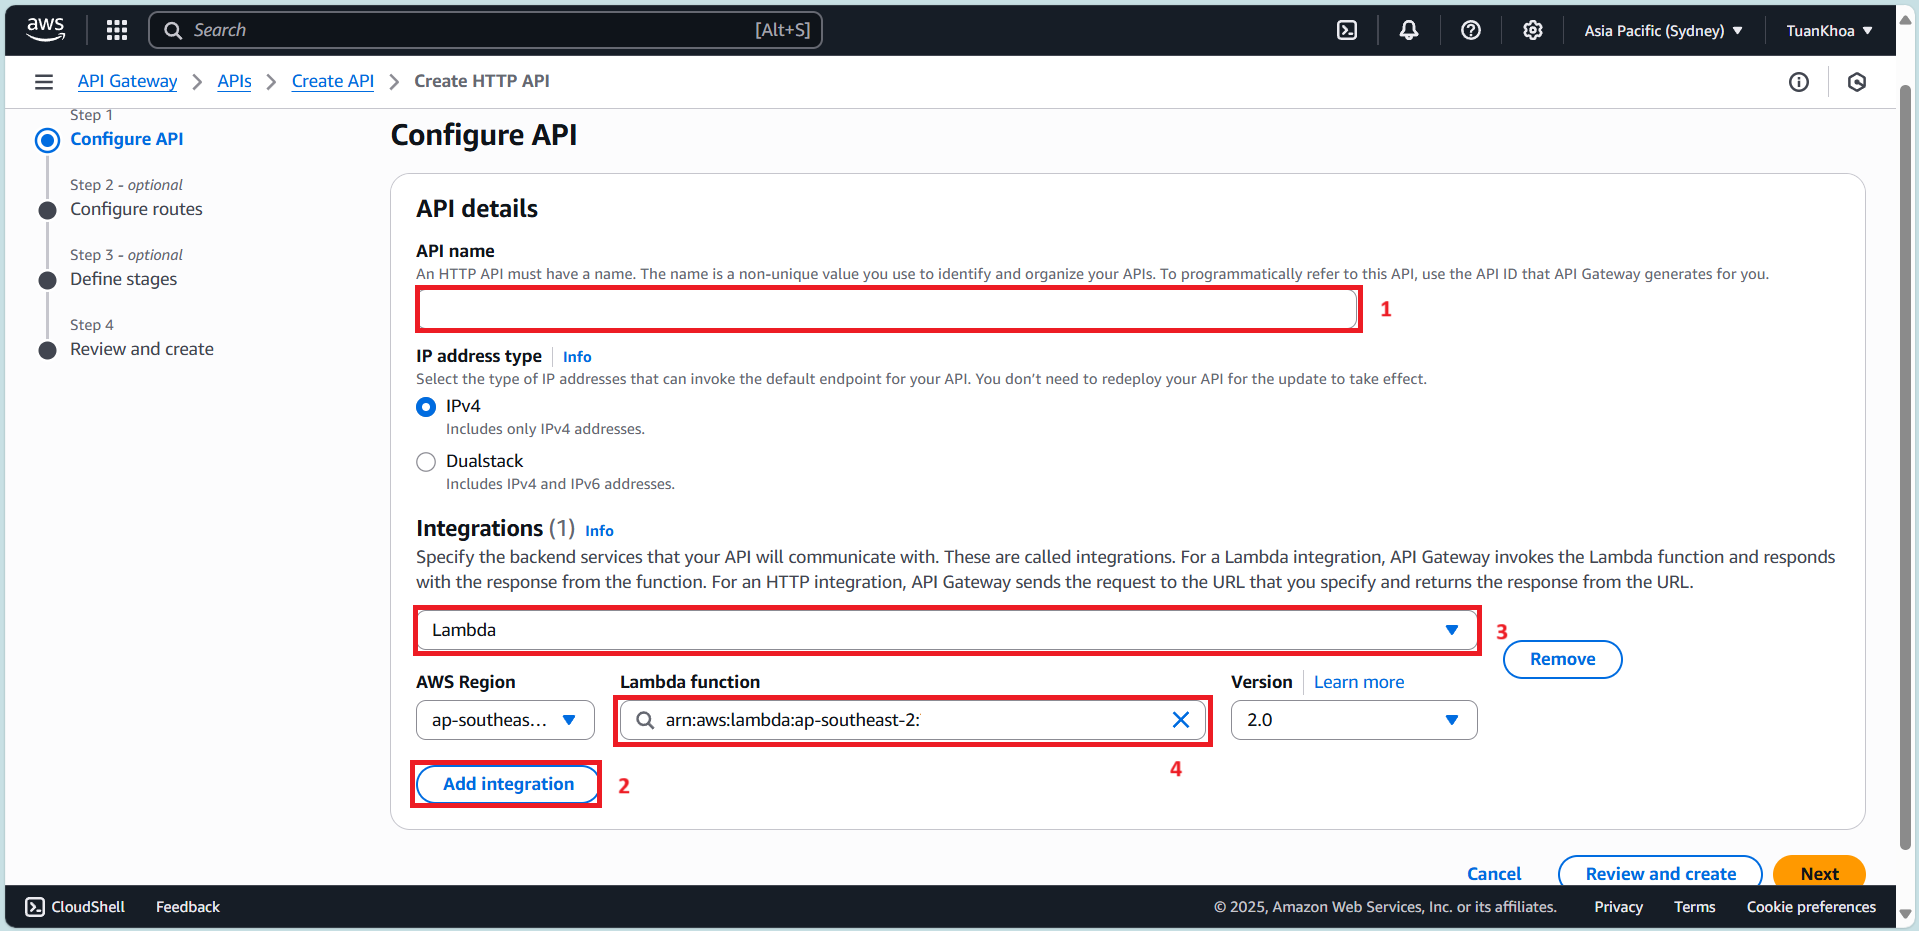 aws
Search [Alt+S]
Asia Pacific (Sydney)
TuanKhoa
API Gateway
APIs
Create API
Create HTTP API
Step 1
Configure API
Step 2 - optional
Configure routes
Step 3 - optional
Define stages
Step 4
Review and create
Configure API
API details
API name
An HTTP API must have a name. The name is a non-unique value you use to identify and organize your APIs. To programmatically refer to this API, use the API ID that API Gateway generates for you.
1
IP address type Info
Select the type of IP addresses that can invoke the default endpoint for your API. You don't need to redeploy your API for the update to take effect.
IPv4
Includes only IPv4 addresses.
Dualstack
Includes IPv4 and IPv6 addresses.
Integrations (1) Info
Specify the backend services that your API will communicate with. These are called integrations. For a Lambda integration, API Gateway invokes the Lambda function and responds
with the response from the function. For an HTTP integration, API Gateway sends the request to the URL that you specify and returns the response from the URL.
Lambda
3
Remove
AWS Region
Lambda function
Version Learn more
ap-southeas...
arn:aws:lambda:ap-southeast-2:
2.0
4
Add integration
2
Cancel
Review and create
Next
CloudShell
Feedback
© 2025, Amazon Web Services, Inc. or its affiliates.
Privacy
Terms
Cookie preferences